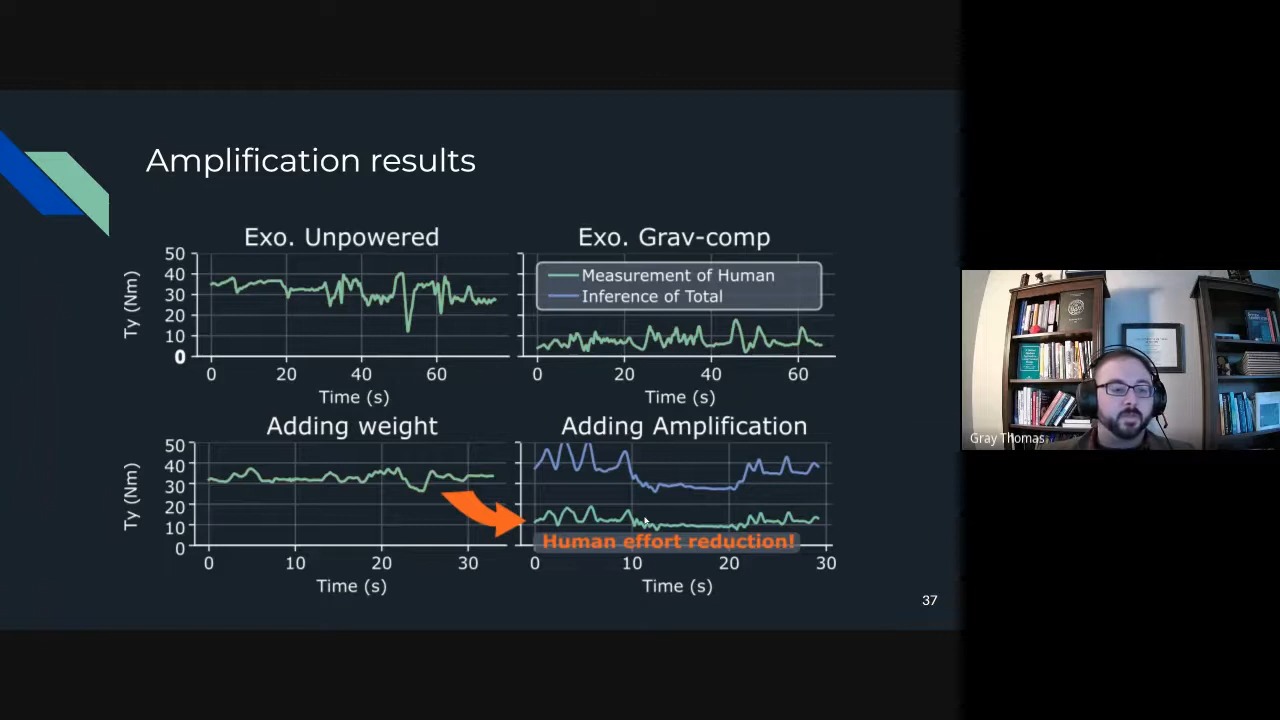 Amplification results
Exo. Unpowered
Exo. Grav-comp
Ty (Nm)
50
40
30
20
10
0
0
20
40
60
Time (s)
Measurement of Human
Inference of Total
0
20
40
60
Time (s)
Adding weight
Adding Amplification
Ty (Nm)
50
40
30
20
10
0
0
10
20
30
Time (s)
Human effort reduction!
0
10
20
30
Time (s)
37
Gray Thomas